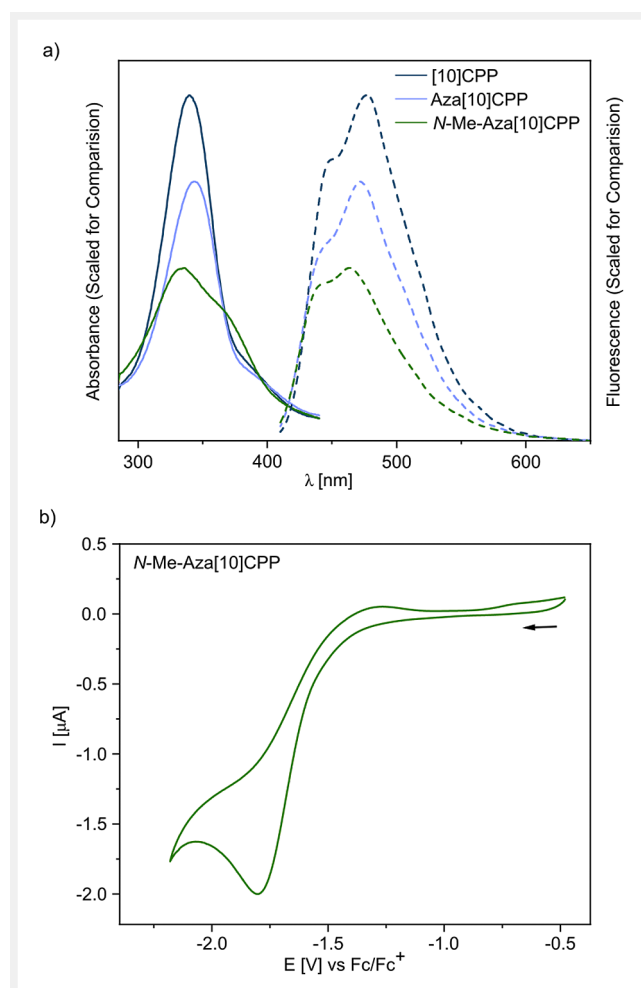 a)
[10]CPP
Aza[10]CPP
N-Me-Aza[10]CPP
Absorbance (Scaled for Comparision)
Fluorescence (Scaled for Comparision)
300 400 500 600
λ [nm]
b)
N-Me-Aza[10]CPP
0.5
0.0
-0.5
-1.0
-1.5
-2.0
I [μA]
-2.0 -1.5 -1.0 -0.5
E [V] vs Fc/Fc+